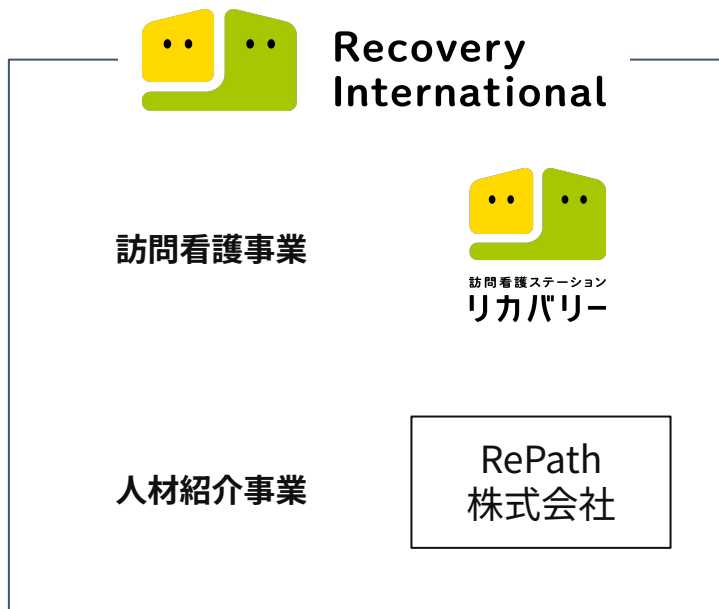 Recovery
International
訪問看護事業
訪問看護ステーション
リカバリー
人材紹介事業
RePath
株式会社